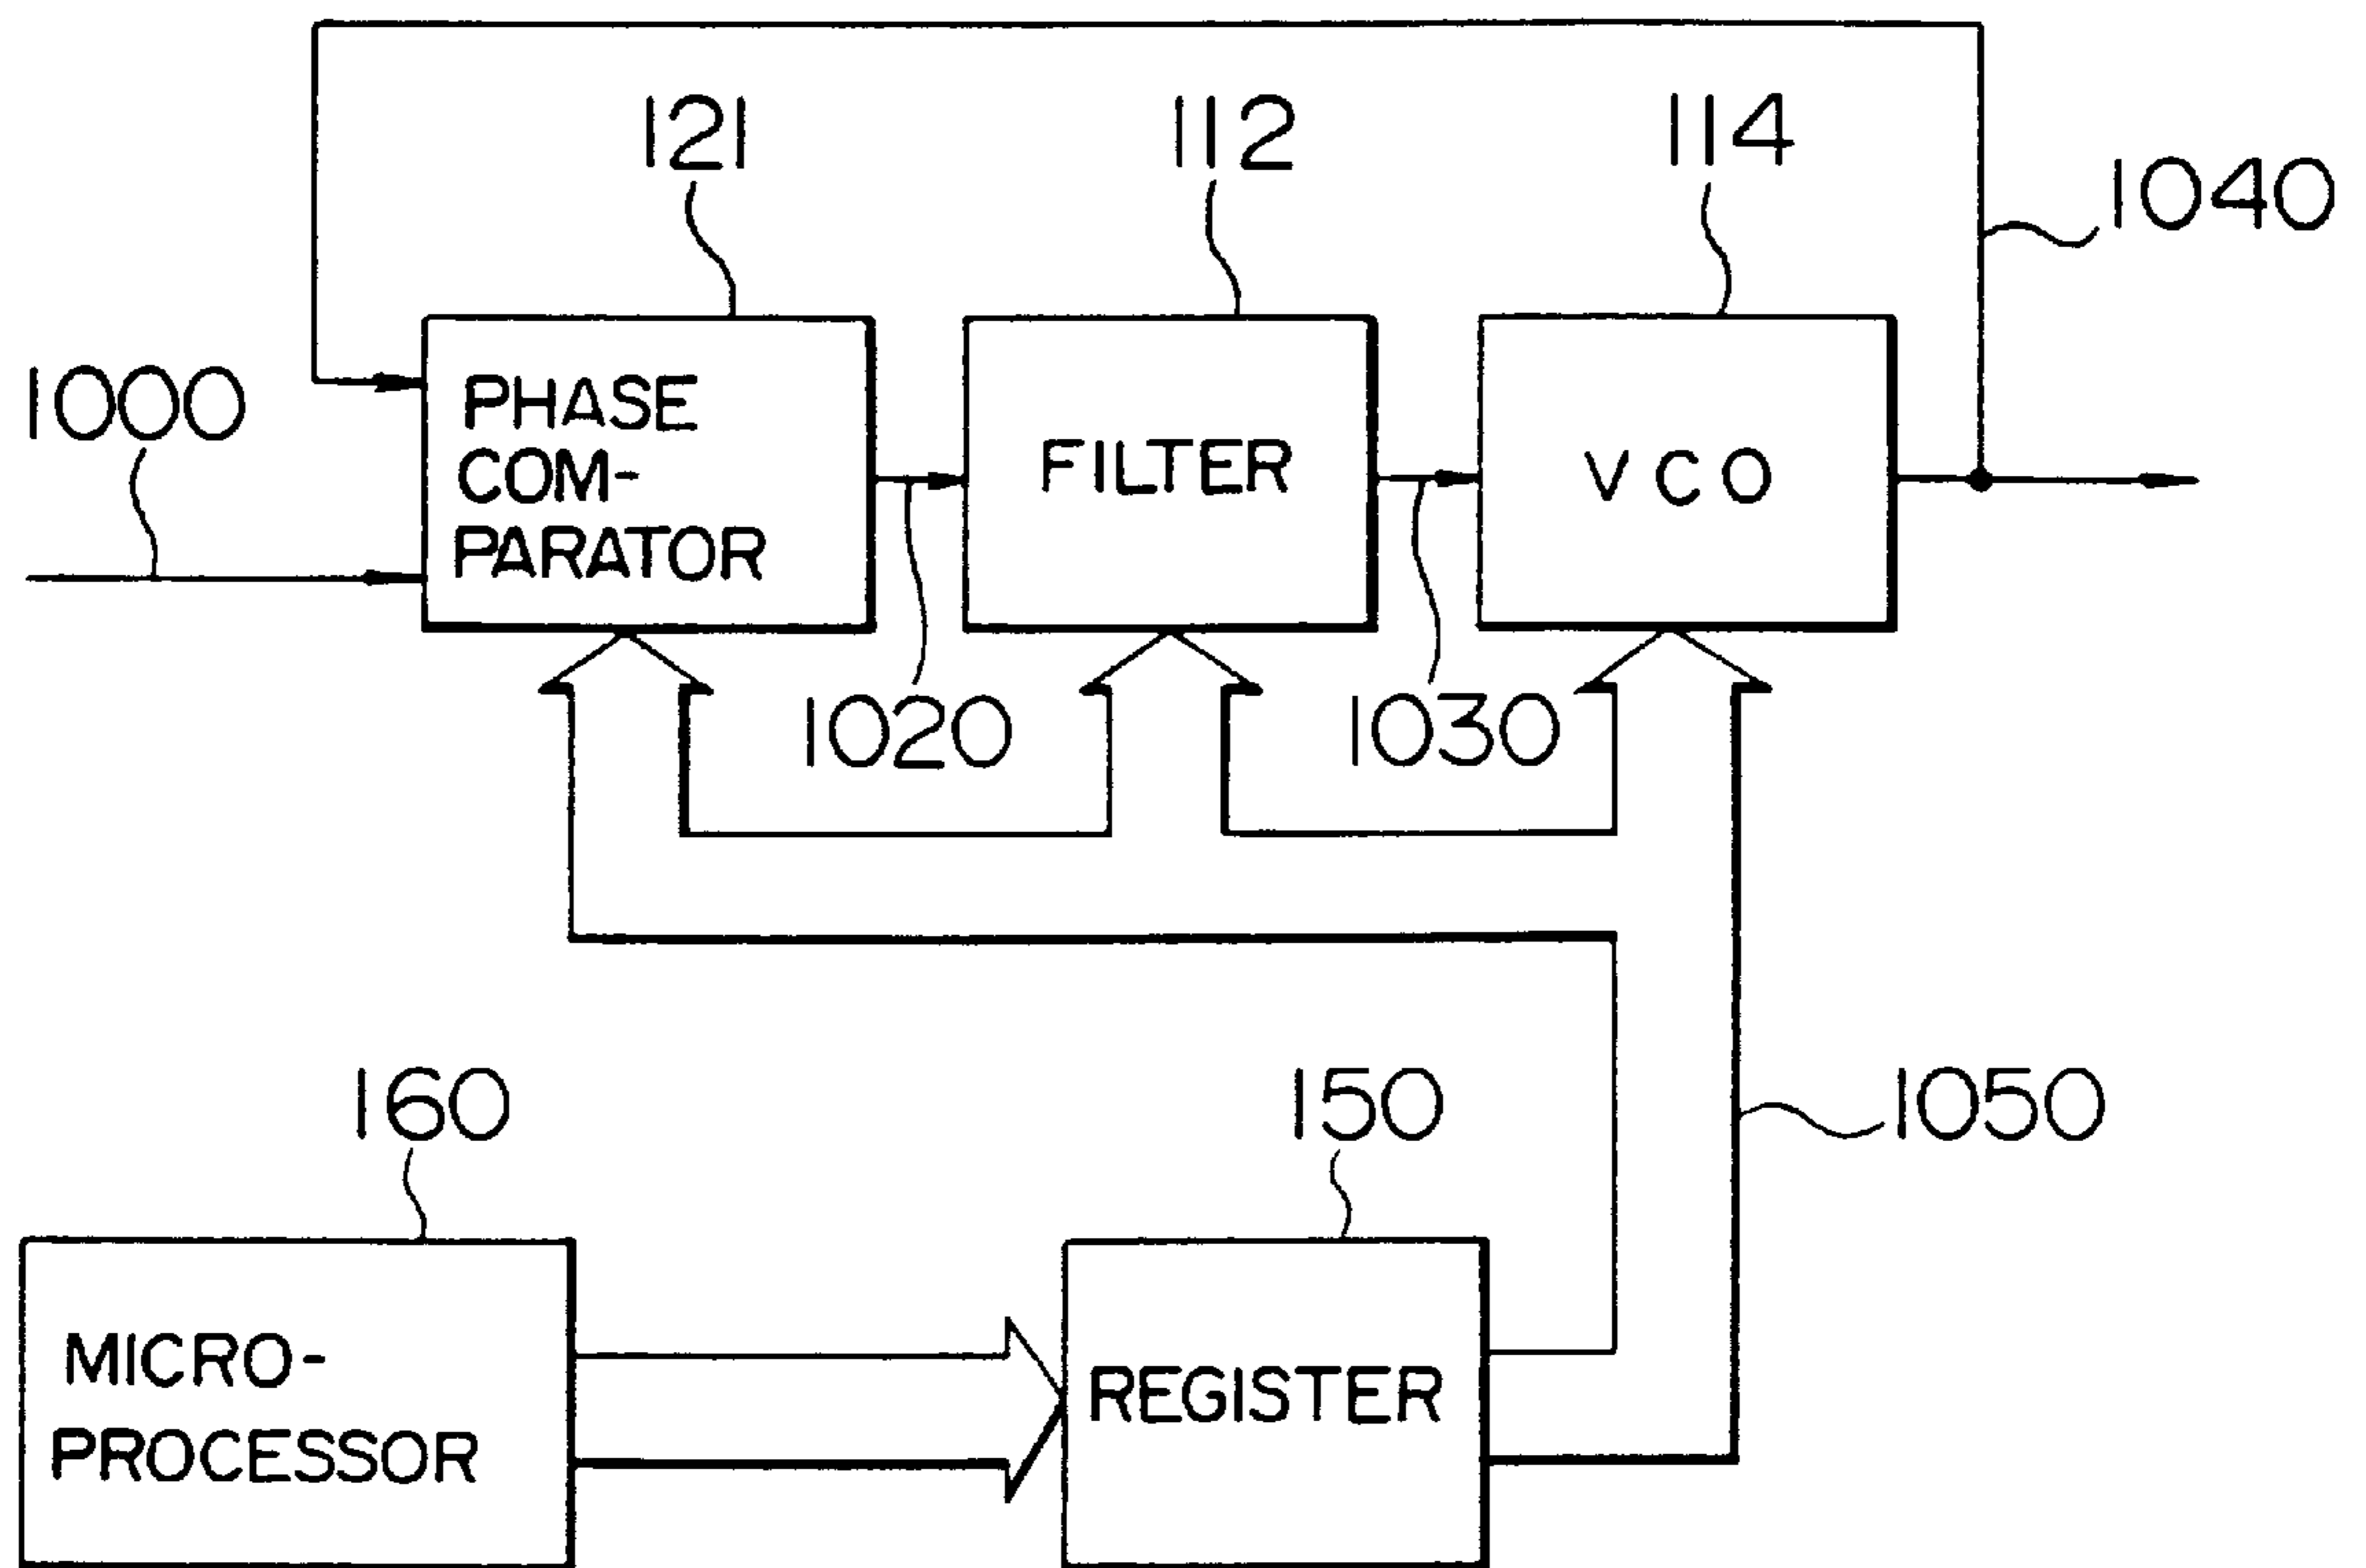 121
112
114
1040
1000
PHASE
COM-
PARATOR
FILTER
VCO
1020
1030
160
150
1050
MICRO-
PROCESSOR
REGISTER